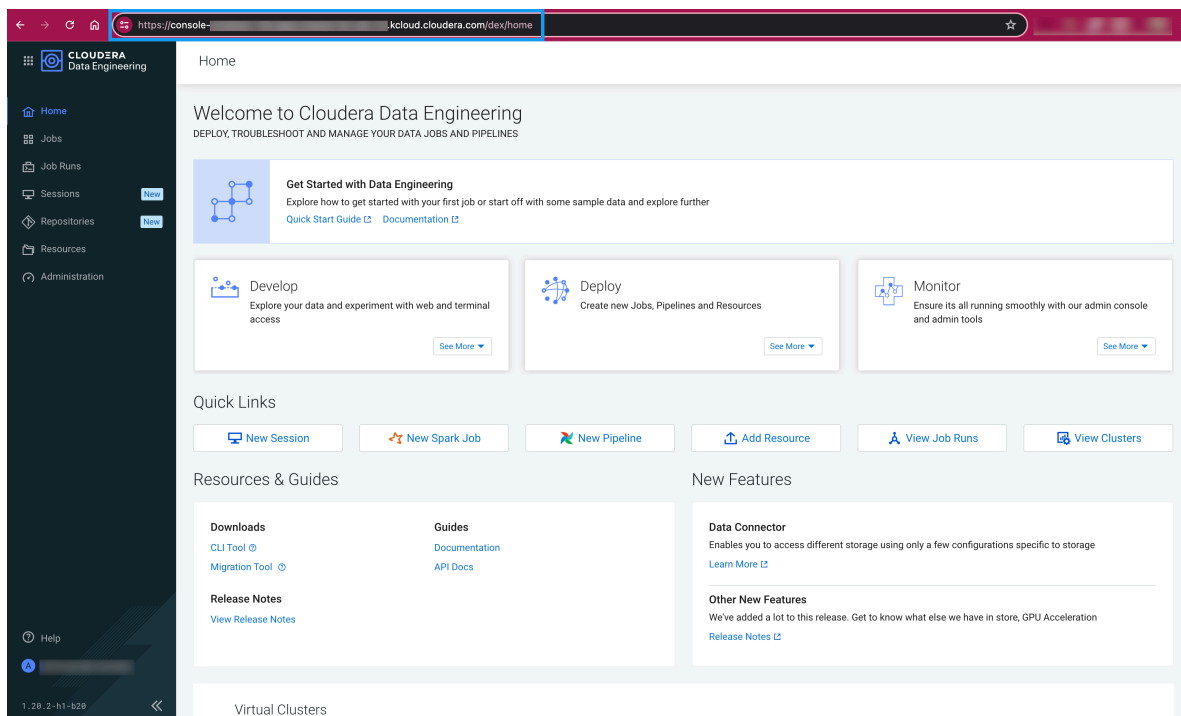 https://console-
.kcloud.cloudera.com/dex/home
CLOUDERA
Data Engineering
Home
Home
Jobs
Job Runs
Sessions New
Repositories New
Resources
Administration
Help
A
1.20.2-h1-b20
Welcome to Cloudera Data Engineering
DEPLOY, TROUBLESHOOT AND MANAGE YOUR DATA JOBS AND PIPELINES
Get Started with Data Engineering
Explore how to get started with your first job or start off with some sample data and explore further
Quick Start Guide Documentation
Develop
Explore your data and experiment with web and terminal
access
See More
Deploy
Create new Jobs, Pipelines and Resources
See More
Monitor
Ensure its all running smoothly with our admin console
and admin tools
See More
Quick Links
New Session
New Spark Job
New Pipeline
Add Resource
View Job Runs
View Clusters
Resources & Guides
Downloads
CLI Tool
Migration Tool
Release Notes
View Release Notes
Guides
Documentation
API Docs
New Features
Data Connector
Enables you to access different storage using only a few configurations specific to storage
Learn More
Other New Features
We've added a lot to this release. Get to know what else we have in store, GPU Acceleration
Release Notes
Virtual Clusters